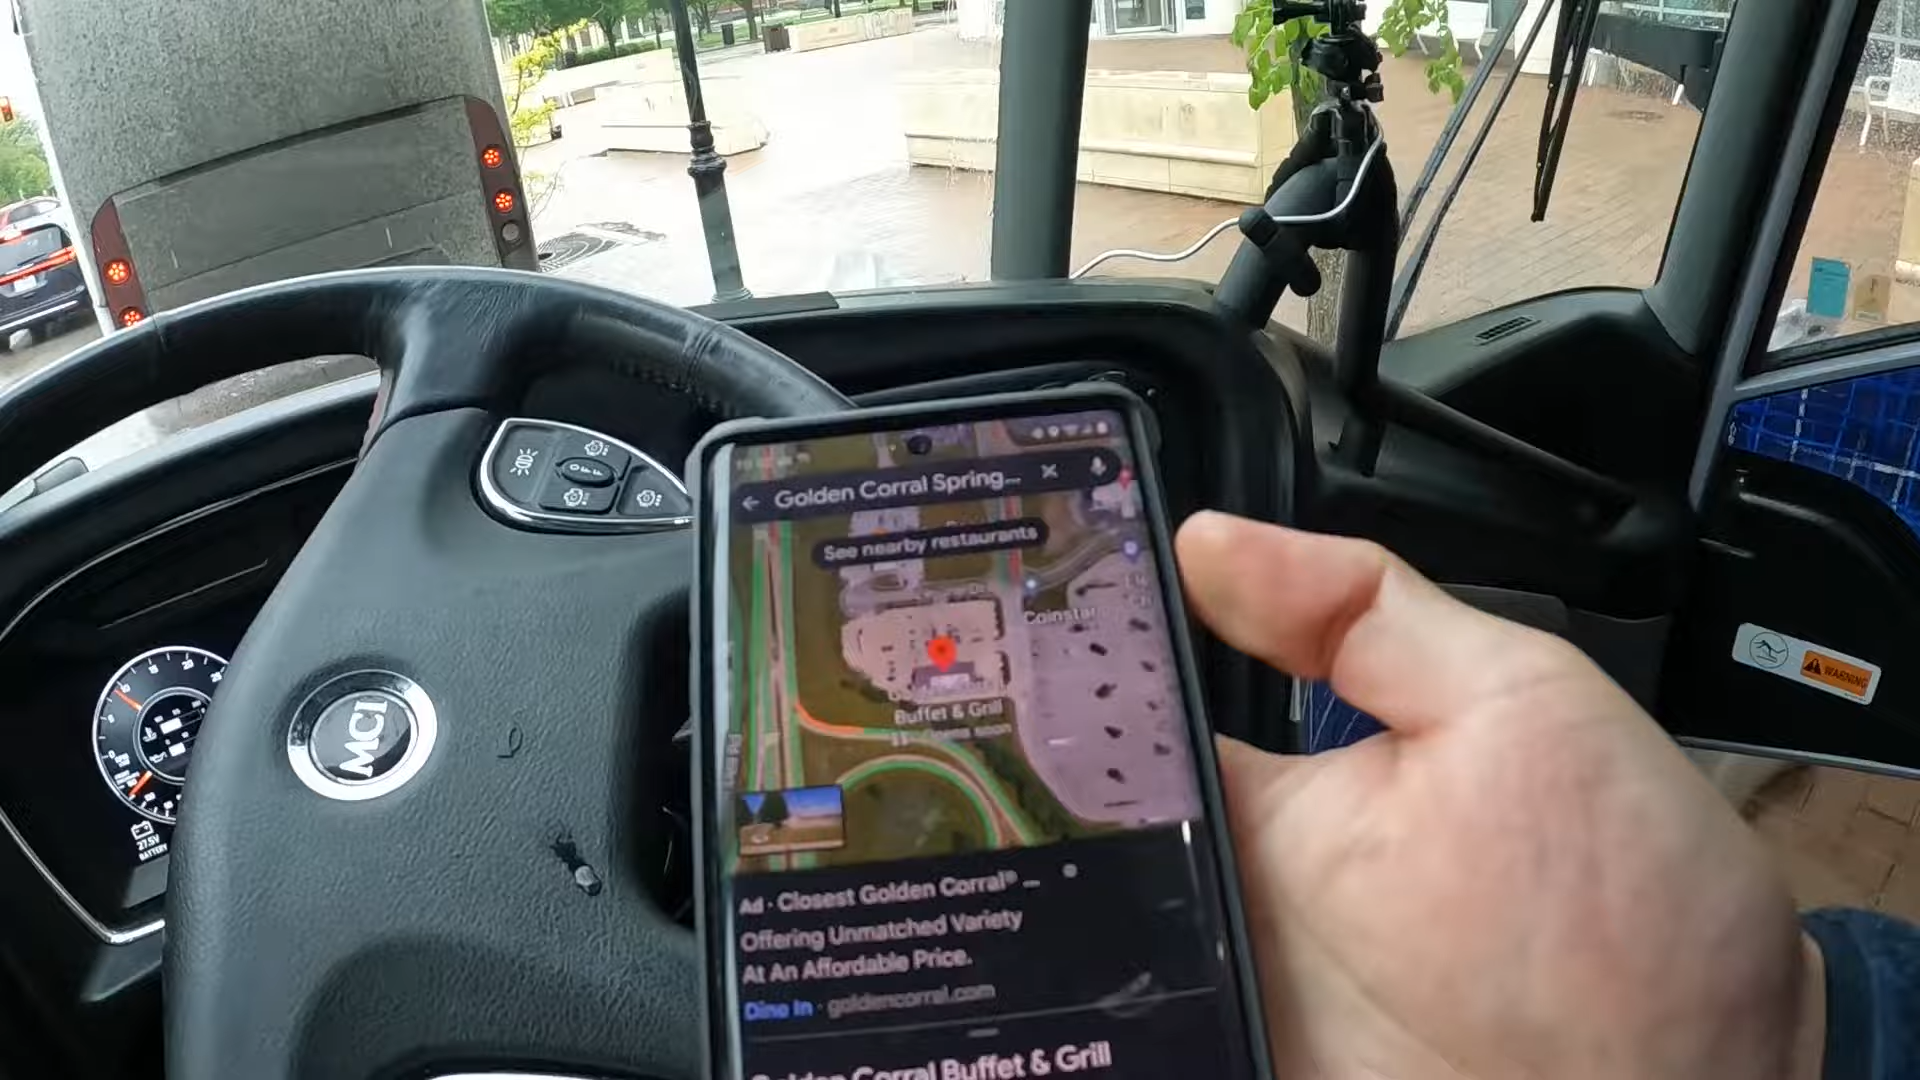 Golden Corral Spring...
See nearby restaurants
Coinstar
Buffet & Grill
Ad · Closest Golden Corral® ...
Offering Unmatched Variety
At An Affordable Price.
Dine In · goldencorral.com
Golden Corral Buffet & Grill
OFF
MCI
27.5V
BATTERY
WARNING